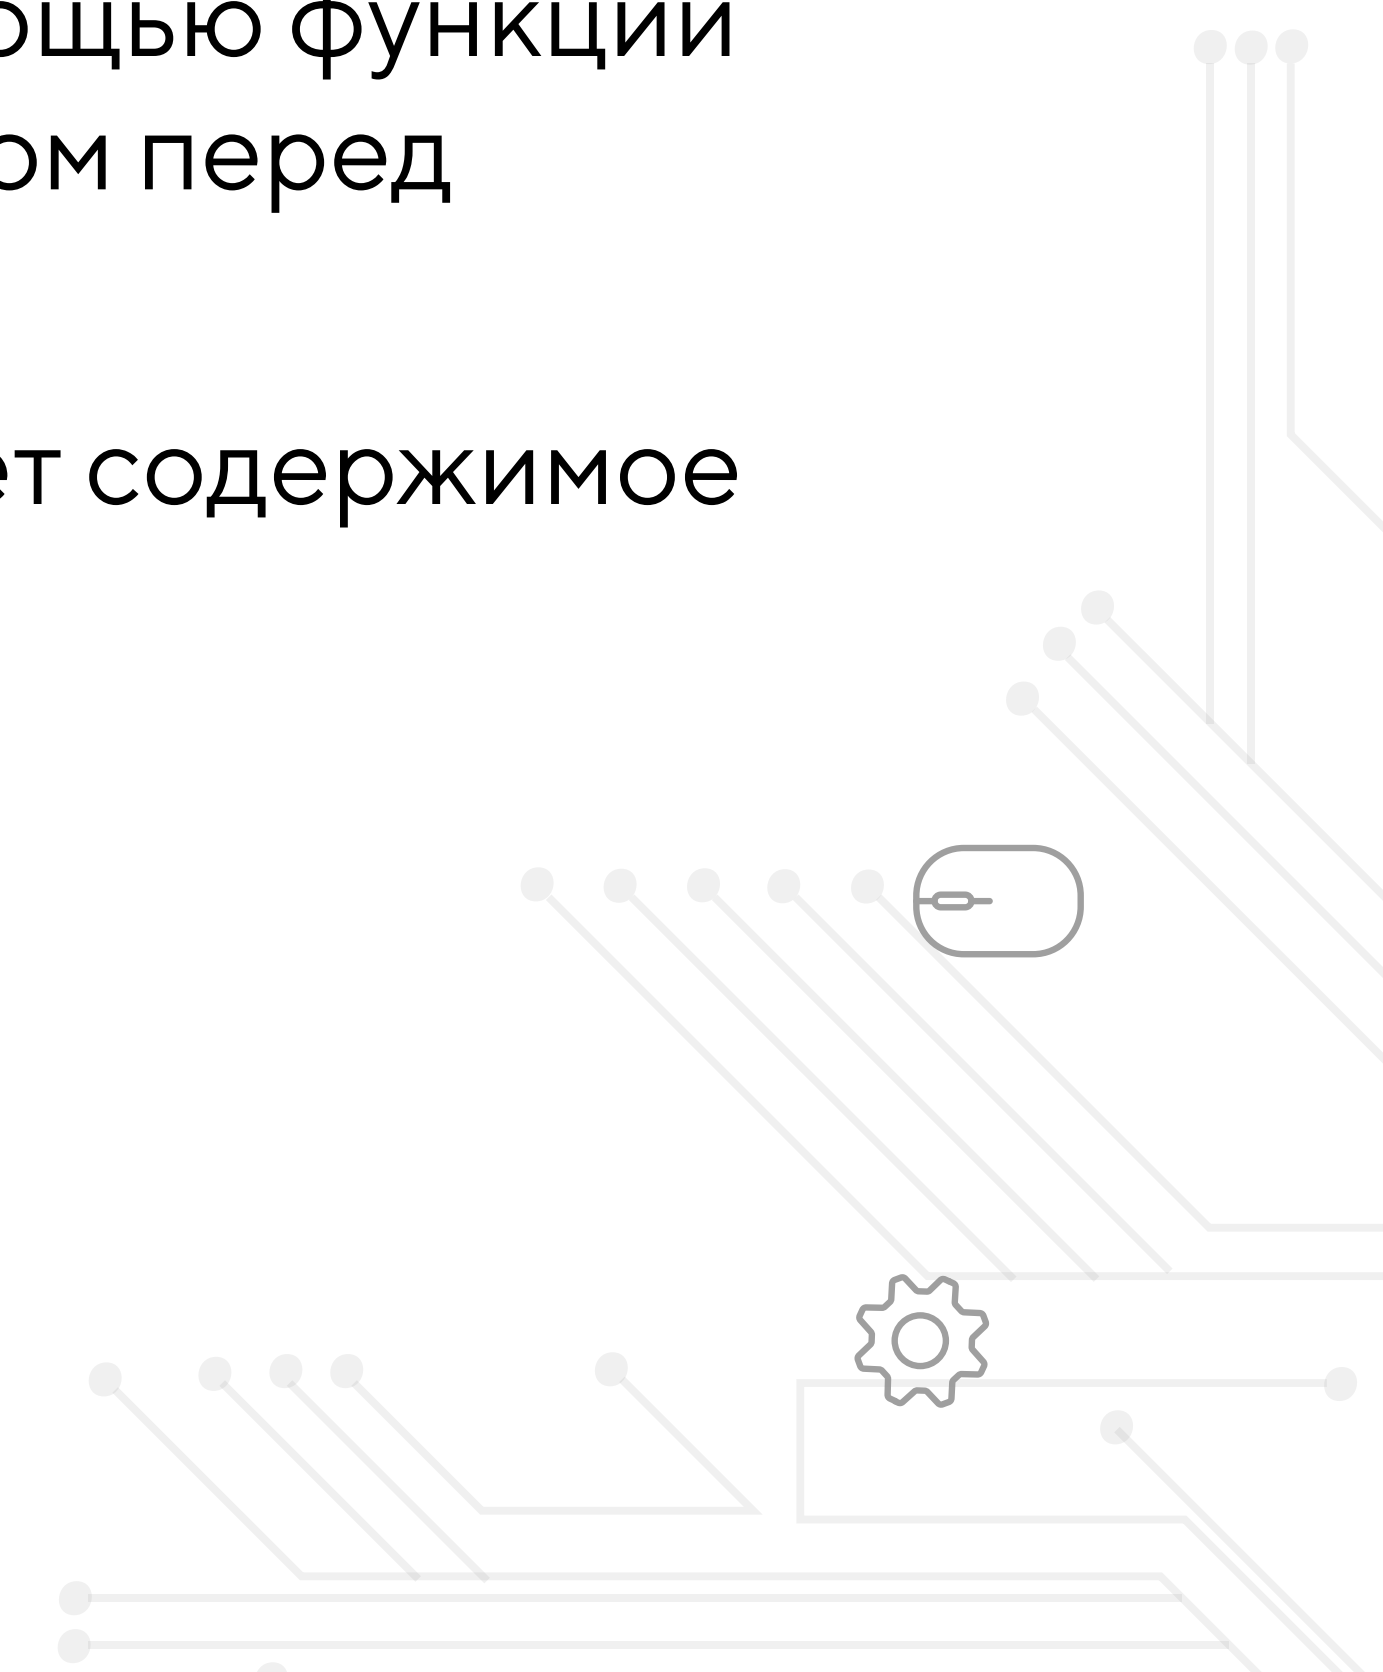 ощью функции
ом перед
ет содержимое